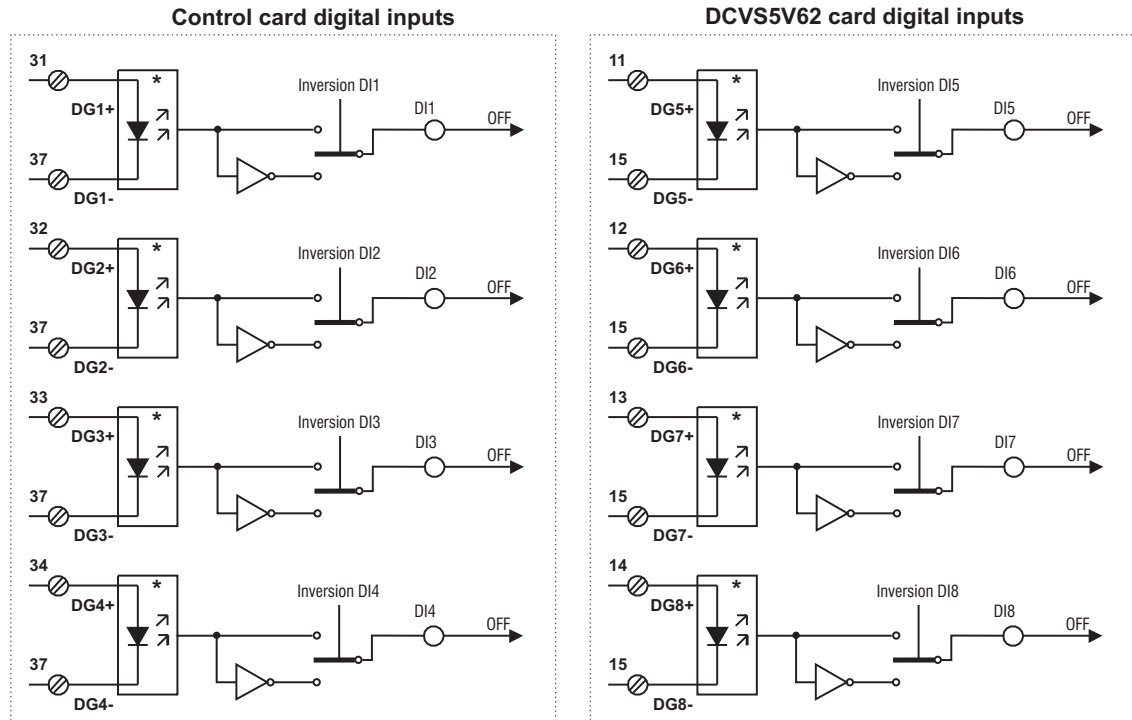 Control card digital inputs
31
*
DG1+
Inversion DI1
DI1
OFF
37
DG1-
32
*
DG2+
Inversion DI2
DI2
OFF
37
DG2-
33
*
DG3+
Inversion DI3
DI3
OFF
37
DG3-
34
*
DG4+
Inversion DI4
DI4
OFF
37
DG4-
DCVS5V62 card digital inputs
11
*
DG5+
Inversion DI5
DI5
OFF
15
DG5-
12
*
DG6+
Inversion DI6
DI6
OFF
15
DG6-
13
*
DG7+
Inversion DI7
DI7
OFF
15
DG7-
14
*
DG8+
Inversion DI8
DI8
OFF
15
DG8-